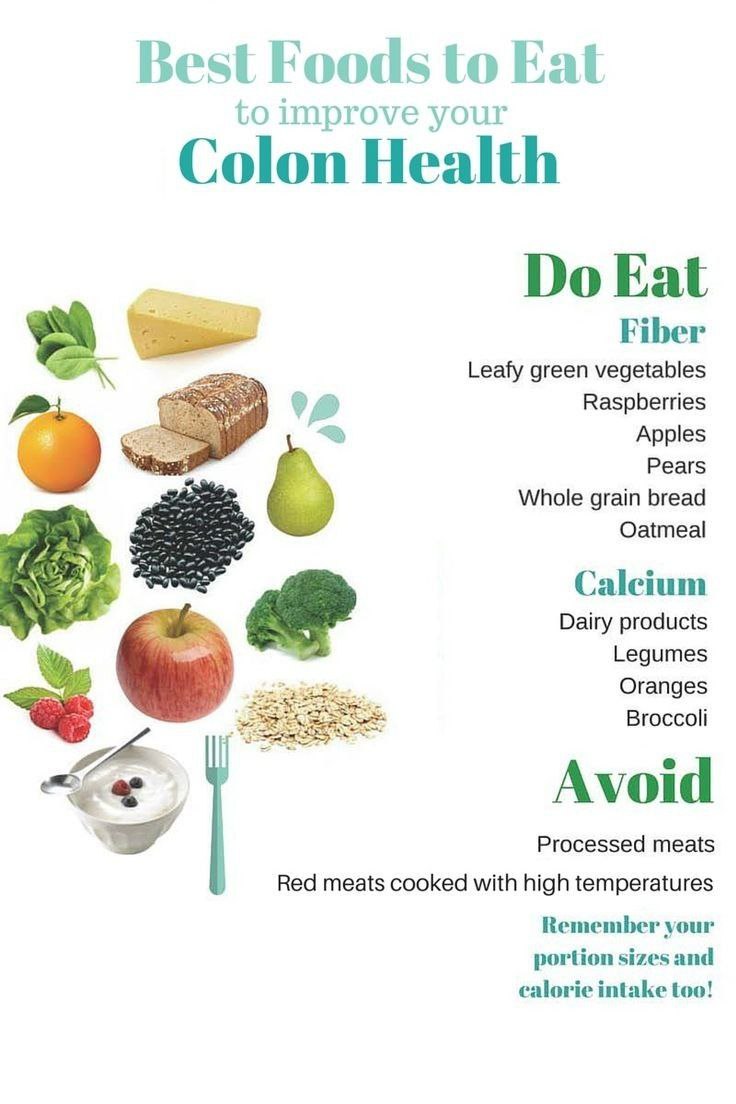 Best Foods to Eat
to improve your
Colon Health
Do Eat
Fiber
Leafy green vegetables
Raspberries
Apples
Pears
Whole grain bread
Oatmeal
Calcium
Dairy products
Legumes
Oranges
Broccoli
Avoid
Processed meats
Red meats cooked with high temperatures
Remember your
portion sizes and
calorie intake too!